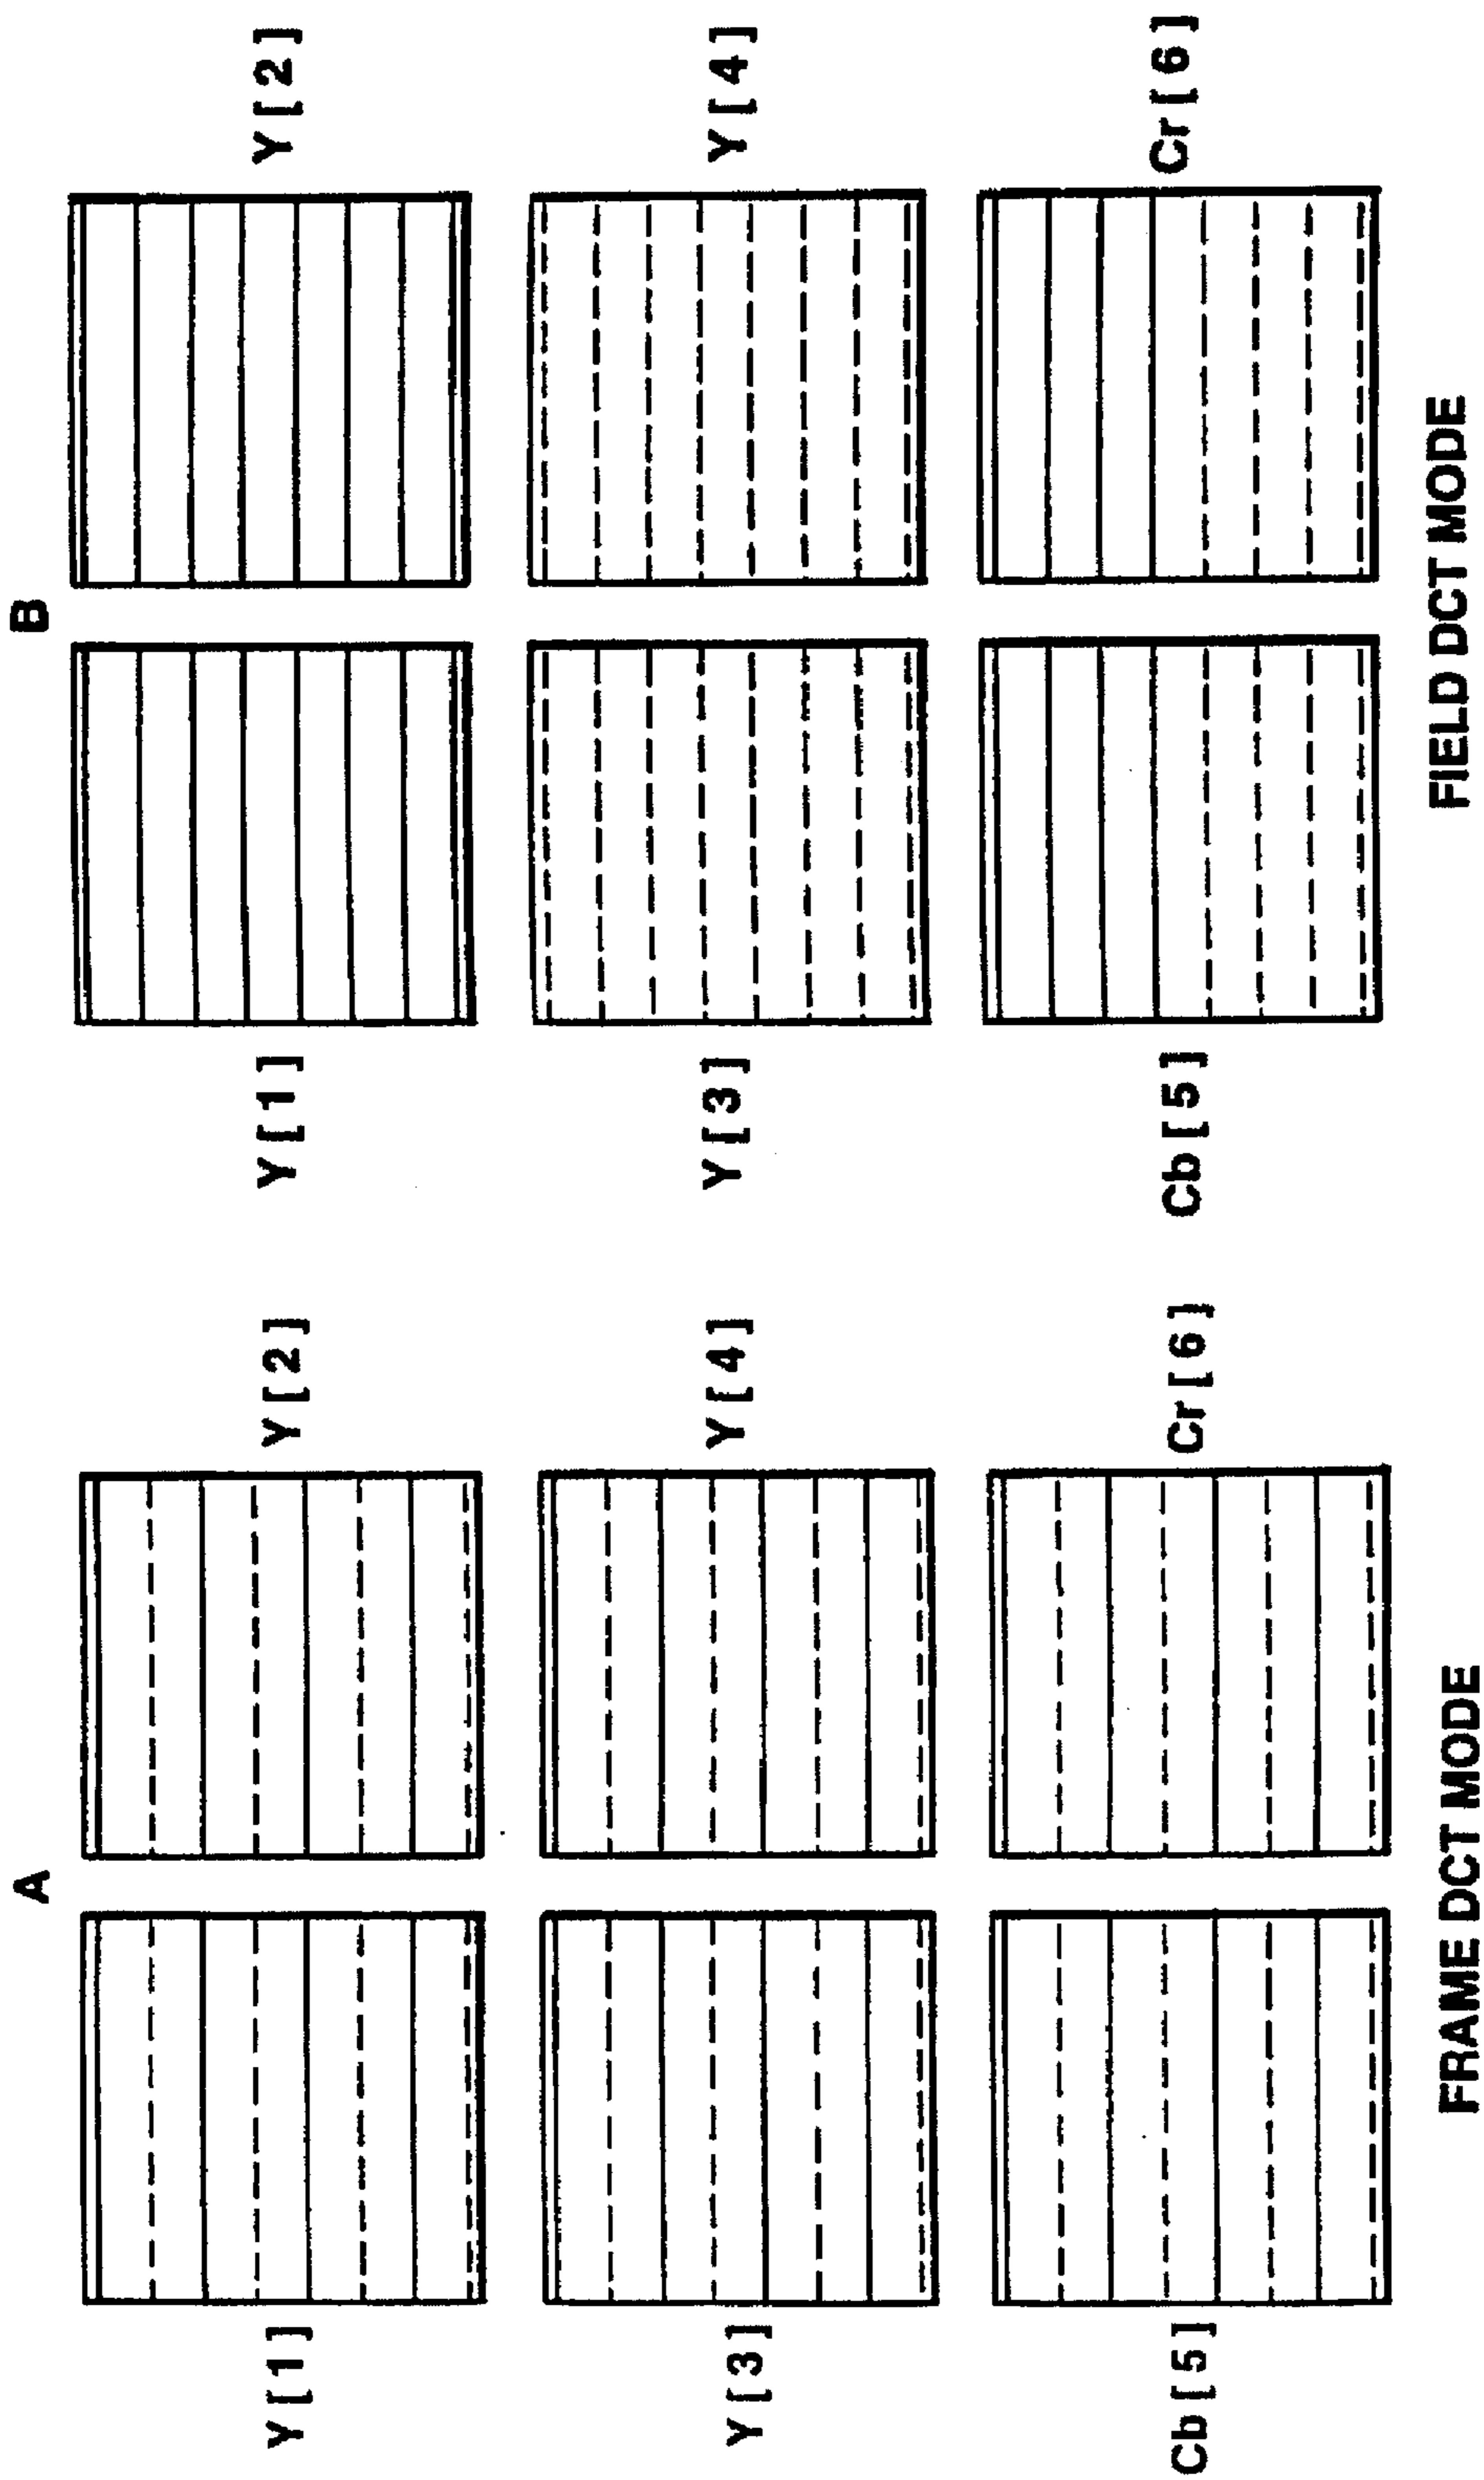 A
Y[1]
Y[2]
Y[3]
Y[4]
Cb[5]
Cr[6]
FRAME DCT MODE
B
Y[1]
Y[2]
Y[3]
Y[4]
Cb[5]
Cr[6]
FIELD DCT MODE